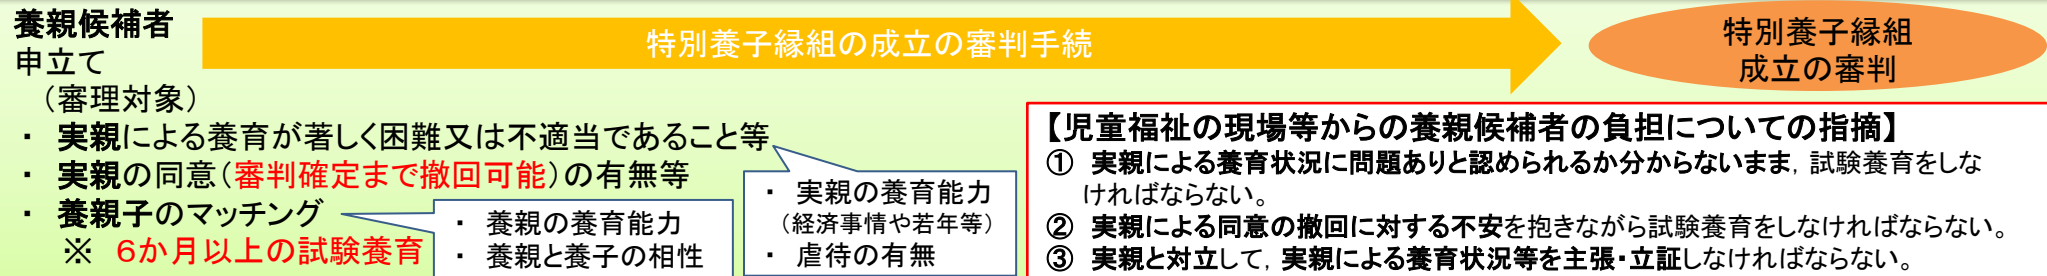 養親候補者
申立て
(審理対象)
・ 実親による養育が著しく困難又は不適当であること等
・ 実親の同意(審判確定まで撤回可能)の有無等
・ 養親子のマッチング
※ 6か月以上の試験養育
特別養子縁組の成立の審判手続
特別養子縁組
成立の審判
・ 養親の養育能力
・ 養親と養子の相性
・ 実親の養育能力
(経済事情や若年等)
・ 虐待の有無
【児童福祉の現場等からの養親候補者の負担についての指摘】
① 実親による養育状況に問題ありと認められるか分からないまま,試験養育をしな
ければならない。
② 実親による同意の撤回に対する不安を抱きながら試験養育をしなければならない。
③ 実親と対立して,実親による養育状況等を主張・立証しなければならない。